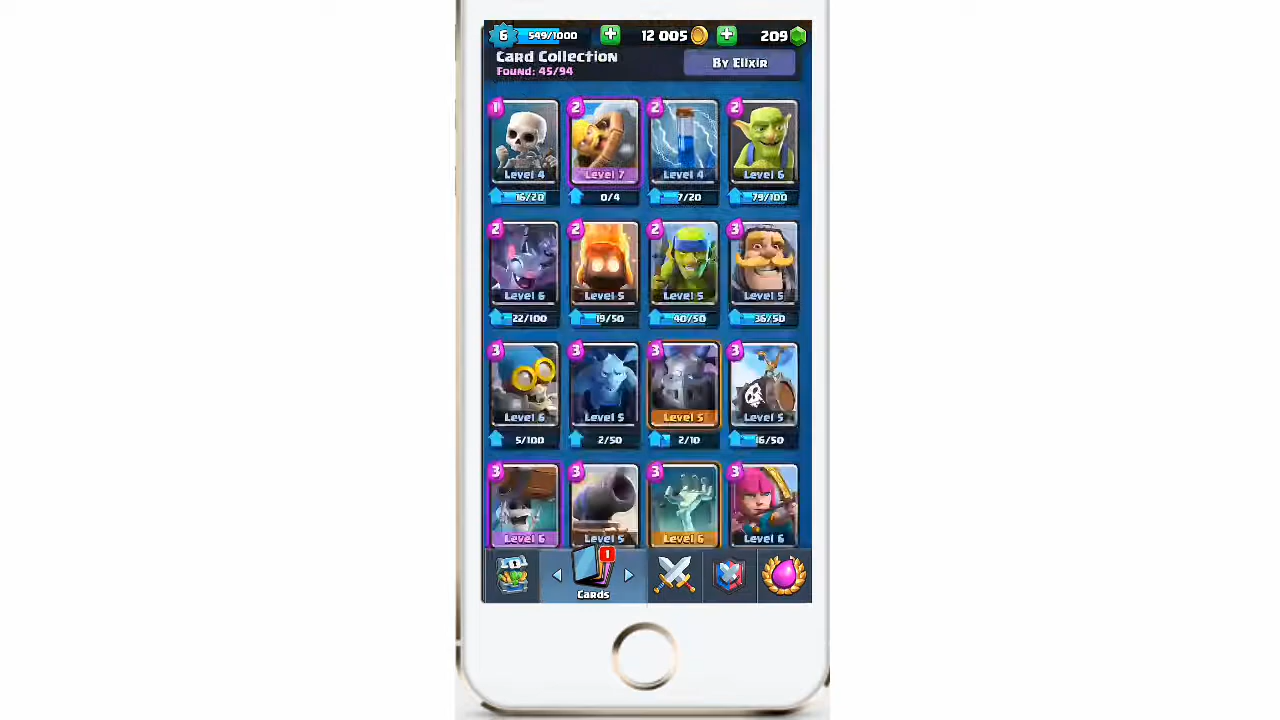 6 549/1000 12 005 209
Card Collection
Found: 45/94
By Elixir
1 2 2 2
Level 4 Level 7 Level 4 Level 6
16/20 0/4 7/20 79/100
2 2 2 3
Level 6 Level 5 Level 5 Level 5
22/100 19/50 40/50 36/50
3 3 3 3
Level 6 Level 5 Level 5 Level 5
5/100 2/50 2/10 16/50
3 3 3 3
Level 6 Level 5 Level 6 Level 6
1
Cards